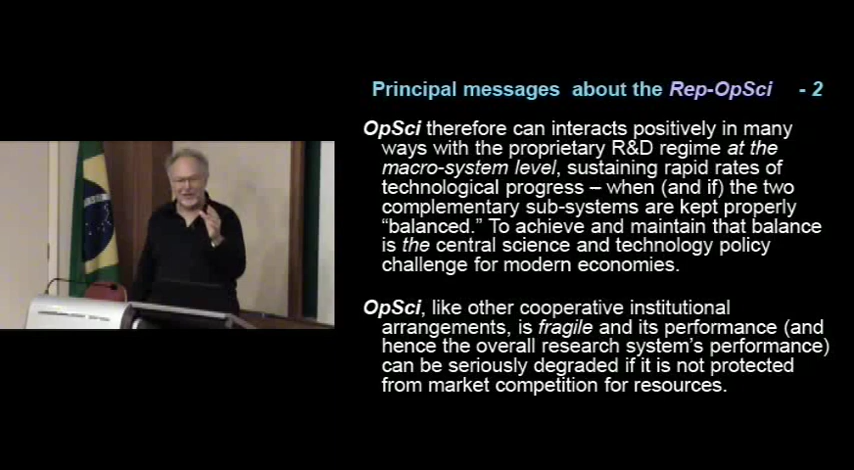 Principal messages about the Rep-OpSci - 2
OpSci therefore can interacts positively in many
ways with the proprietary R&D regime at the
macro-system level, sustaining rapid rates of
technological progress – when (and if) the two
complementary sub-systems are kept properly
“balanced.” To achieve and maintain that balance
is the central science and technology policy
challenge for modern economies.
OpSci, like other cooperative institutional
arrangements, is fragile and its performance (and
hence the overall research system’s performance)
can be seriously degraded if it is not protected
from market competition for resources.